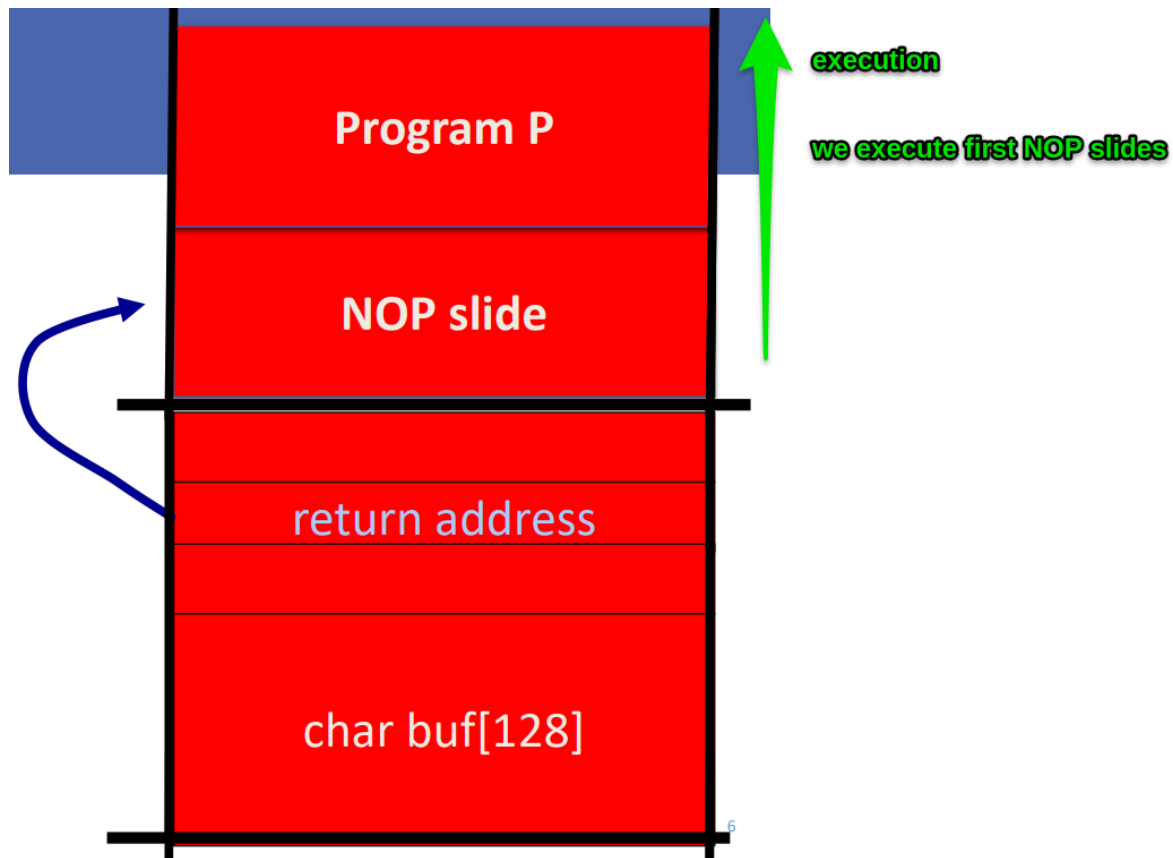 execution
Program P
we execute first NOP slides
NOP slide
return address
char buf[128]
6